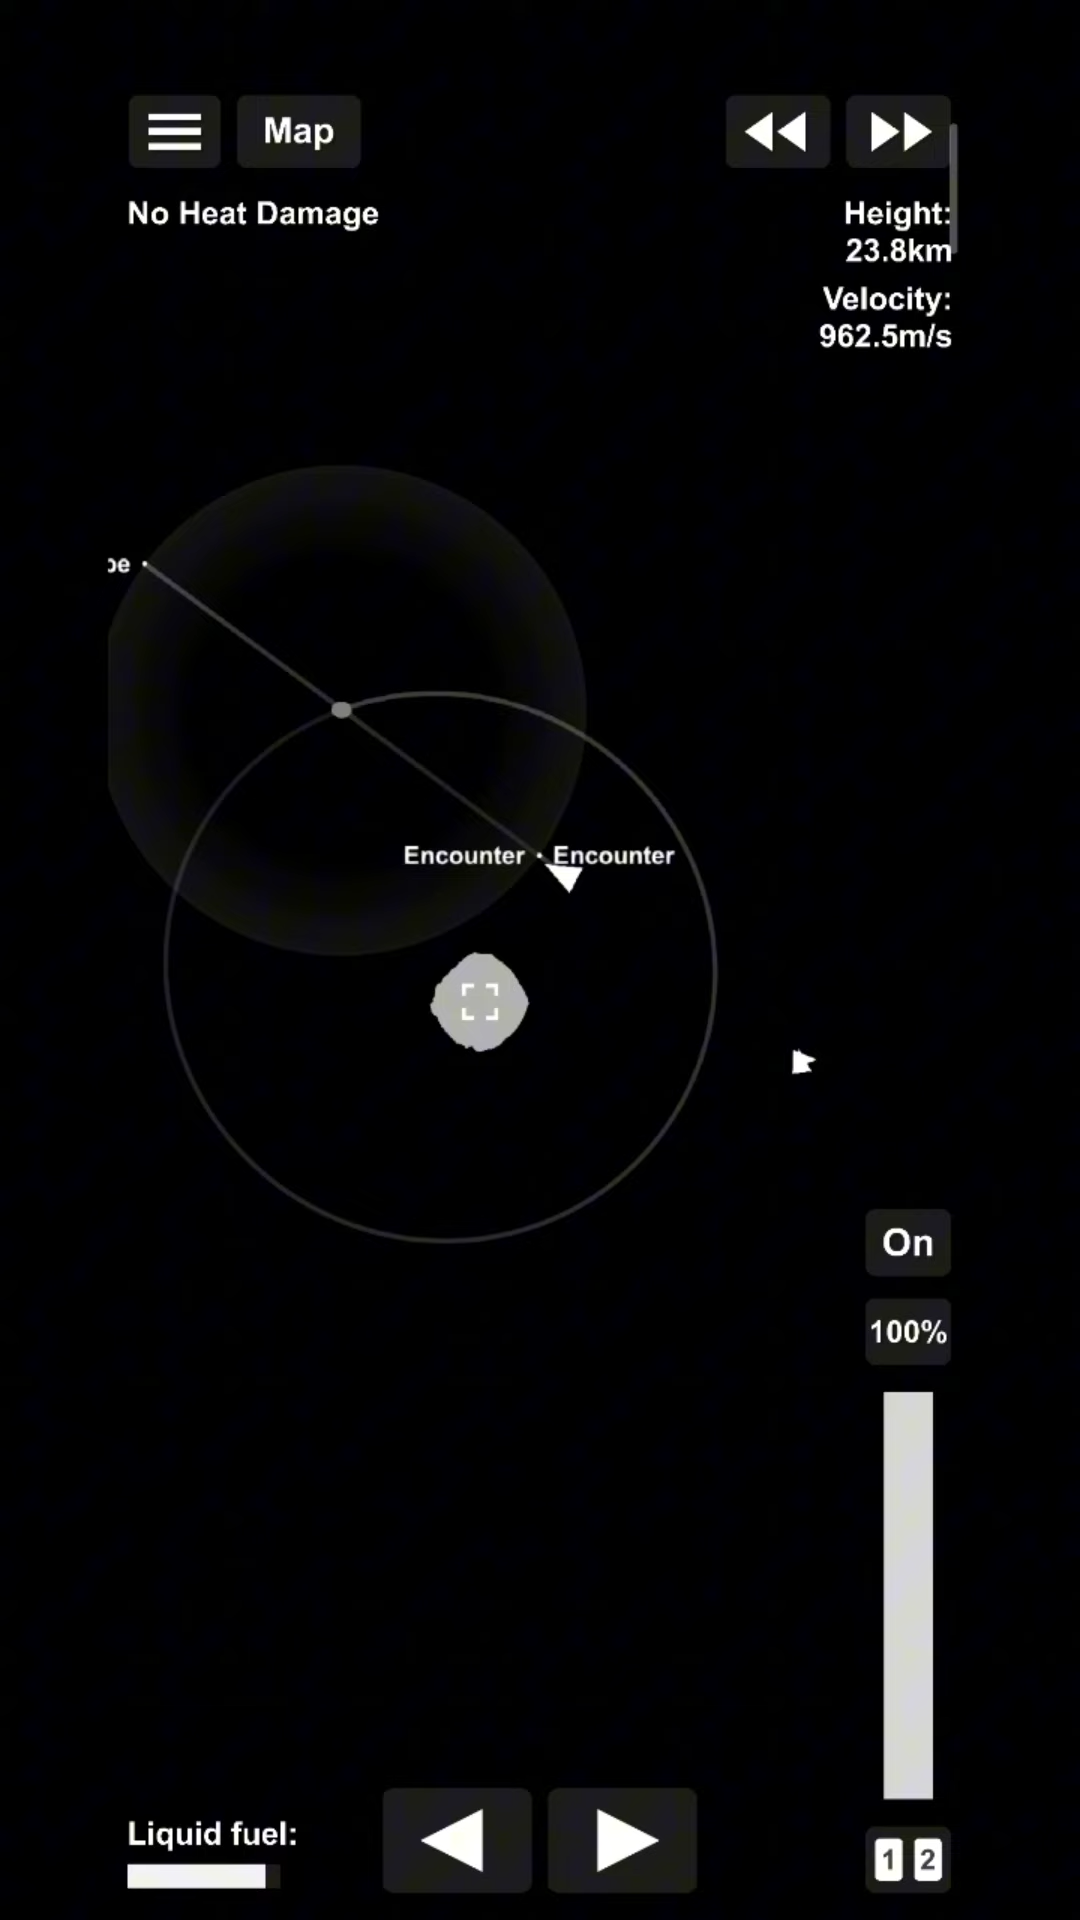 Map
No Heat Damage
Height:
23.8km
Velocity:
962.5m/s
Encounter · Encounter
On
100%
Liquid fuel:
1 2